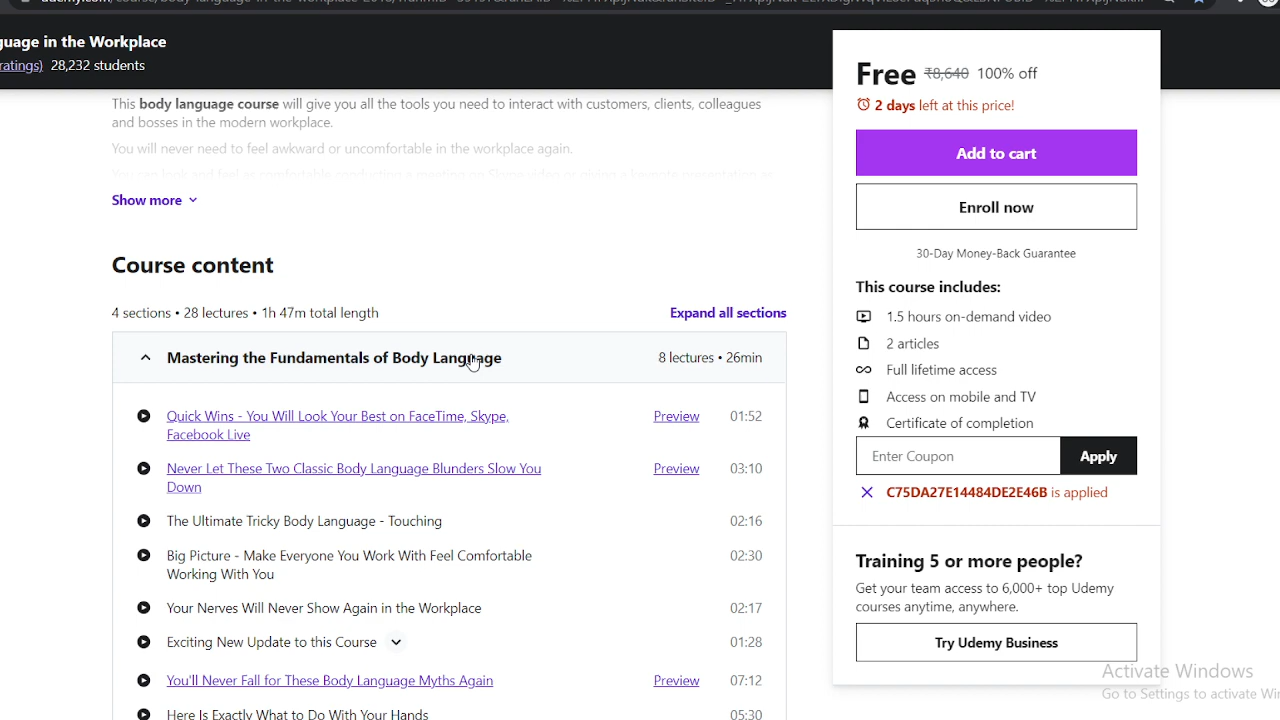 guage in the Workplace
ratings) 28,232 students
This body language course will give you all the tools you need to interact with customers, clients, colleagues
and bosses in the modern workplace.
You will never need to feel awkward or uncomfortable in the workplace again.
Show more
Course content
4 sections • 28 lectures • 1h 47m total length
Expand all sections
Mastering the Fundamentals of Body Language
8 lectures • 26min
Quick Wins - You Will Look Your Best on FaceTime, Skype,
Facebook Live
Preview 01:52
Never Let These Two Classic Body Language Blunders Slow You
Down
Preview 03:10
The Ultimate Tricky Body Language - Touching
02:16
Big Picture - Make Everyone You Work With Feel Comfortable
Working With You
02:30
Your Nerves Will Never Show Again in the Workplace
02:17
Exciting New Update to this Course
01:28
You'll Never Fall for These Body Language Myths Again
Preview 07:12
Here Is Exactly What to Do With Your Hands
05:30
Free ₹8,640 100% off
2 days left at this price!
Add to cart
Enroll now
30-Day Money-Back Guarantee
This course includes:
1.5 hours on-demand video
2 articles
Full lifetime access
Access on mobile and TV
Certificate of completion
Enter Coupon
Apply
C75DA27E14484DE2E46B is applied
Training 5 or more people?
Get your team access to 6,000+ top Udemy
courses anytime, anywhere.
Try Udemy Business
Activate Windows
Go to Settings to activate Wi